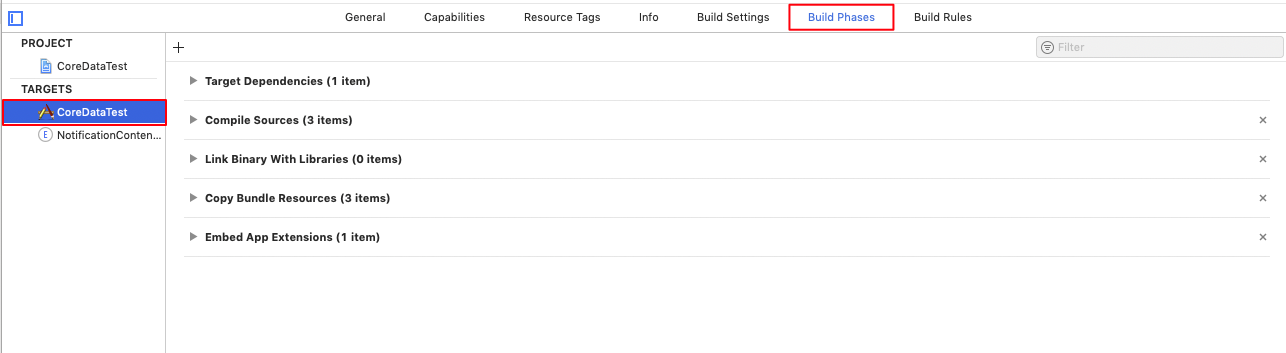 General Capabilities Resource Tags Info Build Settings Build Phases Build Rules
PROJECT
CoreDataTest
TARGETS
CoreDataTest
E NotificationConten...
Filter
Target Dependencies (1 item)
Compile Sources (3 items)
Link Binary With Libraries (0 items)
Copy Bundle Resources (3 items)
Embed App Extensions (1 item)